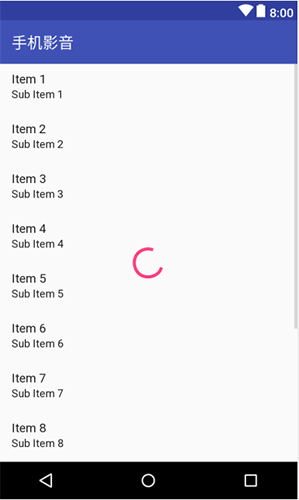 8:00
手机影音
Item 1
Sub Item 1
Item 2
Sub Item 2
Item 3
Sub Item 3
Item 4
Sub Item 4
Item 5
Sub Item 5
Item 6
Sub Item 6
Item 7
Sub Item 7
Item 8
Sub Item 8